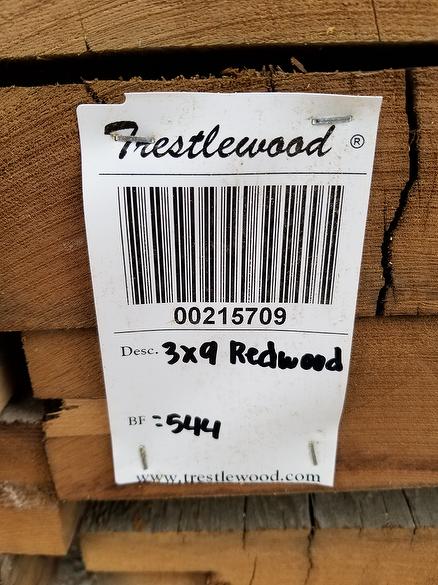 Trestlewood ®
00215709
Desc. 3x9 Redwood
BF = 544
www.trestlewood.com